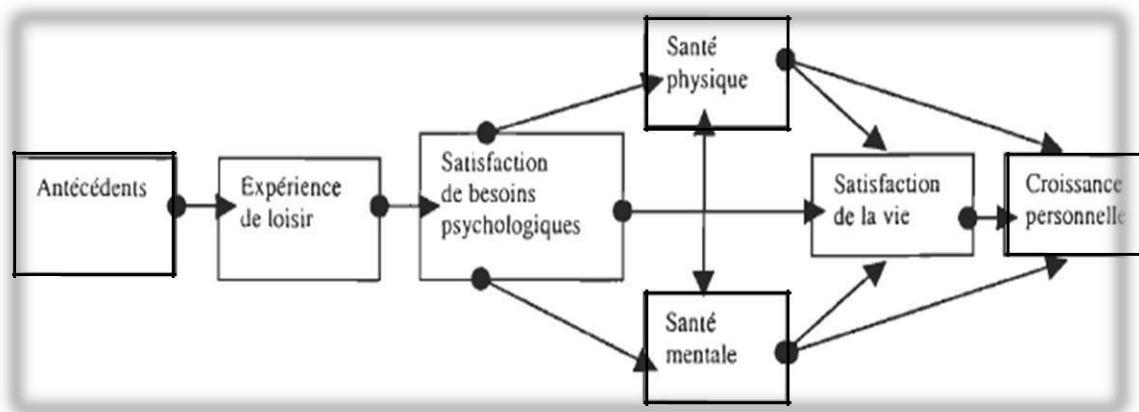 Antécédents
Expérience
de loisir
Satisfaction
de besoins
psychologiques
Santé
physique
Santé
mentale
Satisfaction
de la vie
Croissance
personnelle